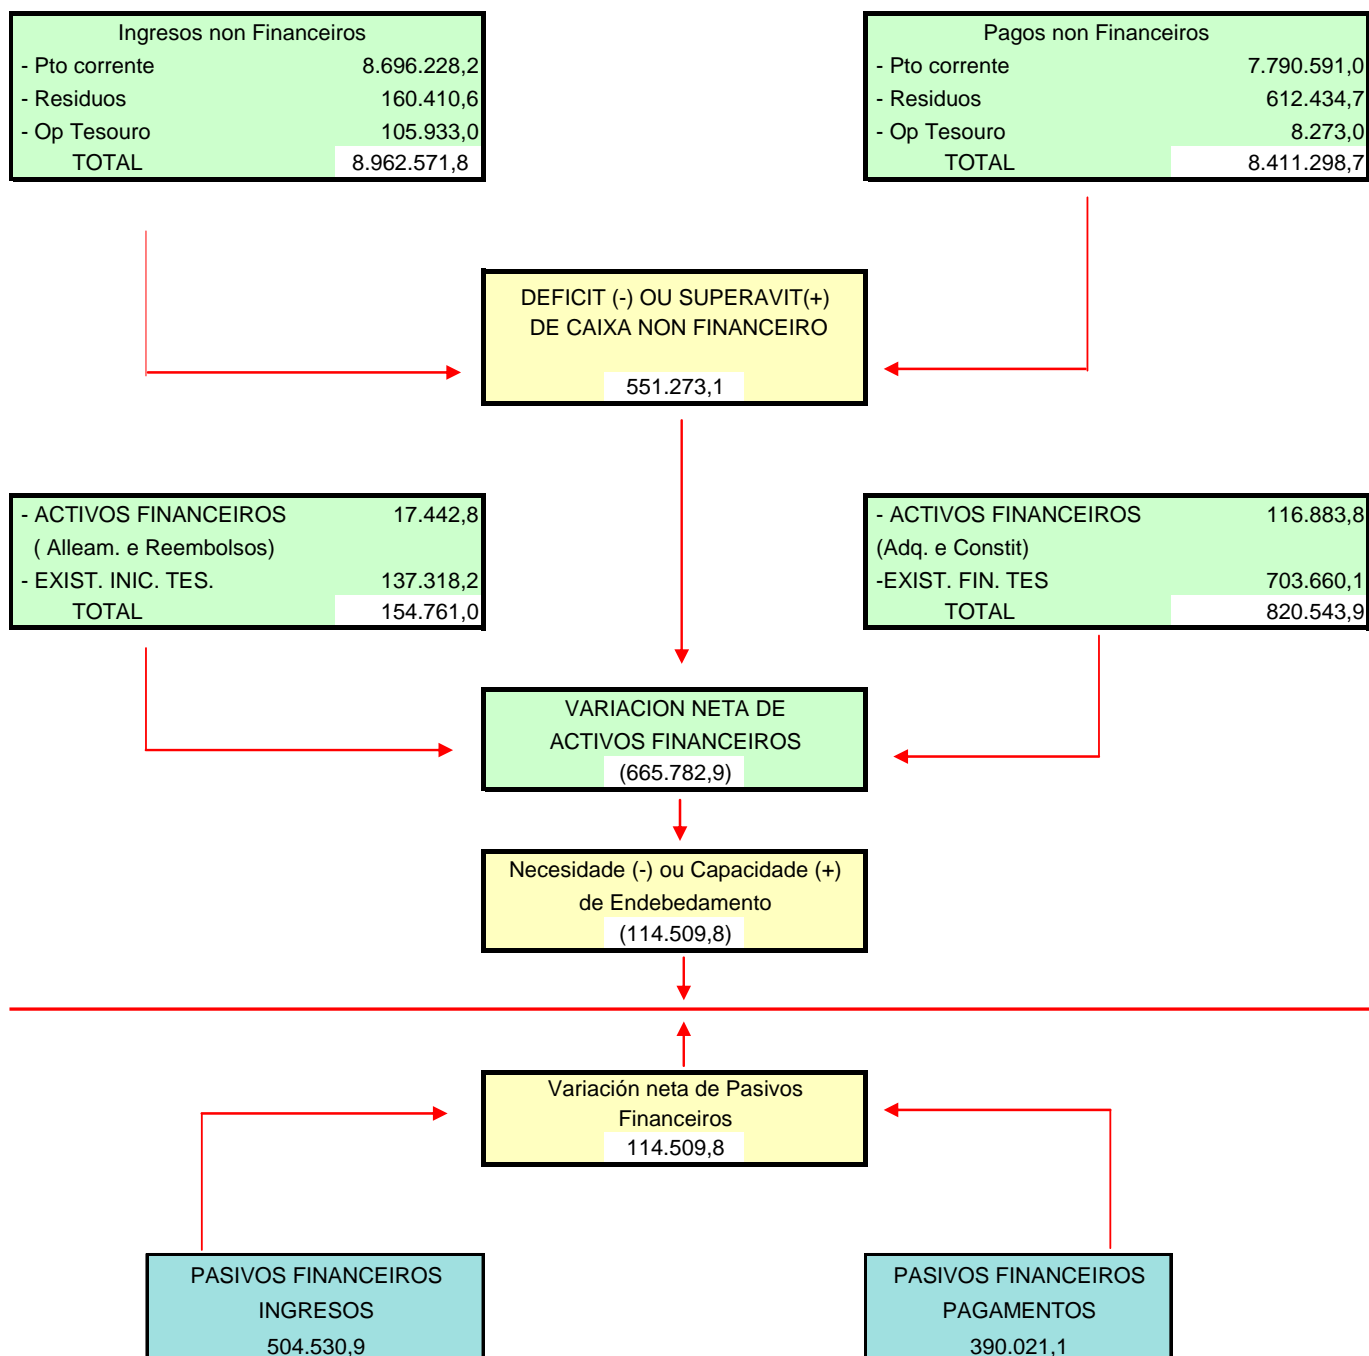 Ingresos non Financeiros
- Pto corrente 8.696.228,2
- Residuos 160.410,6
- Op Tesouro 105.933,0
TOTAL 8.962.571,8
Pagos non Financeiros
- Pto corrente 7.790.591,0
- Residuos 612.434,7
- Op Tesouro 8.273,0
TOTAL 8.411.298,7
DEFICIT (-) OU SUPERAVIT(+)
DE CAIXA NON FINANCEIRO
551.273,1
- ACTIVOS FINANCEIROS 17.442,8
( Alleam. e Reembolsos)
- EXIST. INIC. TES. 137.318,2
TOTAL 154.761,0
- ACTIVOS FINANCEIROS 116.883,8
(Adq. e Constit)
-EXIST. FIN. TES 703.660,1
TOTAL 820.543,9
VARIACION NETA DE
ACTIVOS FINANCEIROS
(665.782,9)
Necesidade (-) ou Capacidade (+)
de Endebedamento
(114.509,8)
Variación neta de Pasivos
Financeiros
114.509,8
PASIVOS FINANCEIROS
INGRESOS
504.530,9
PASIVOS FINANCEIROS
PAGAMENTOS
390.021,1